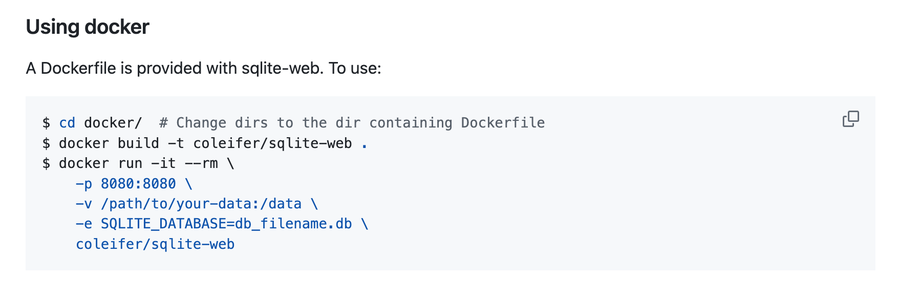 Using docker
A Dockerfile is provided with sqlite-web. To use:
$ cd docker/  # Change dirs to the dir containing Dockerfile
$ docker build -t coleifer/sqlite-web .
$ docker run -it --rm \
    -p 8080:8080 \
    -v /path/to/your-data:/data \
    -e SQLITE_DATABASE=db_filename.db \
    coleifer/sqlite-web